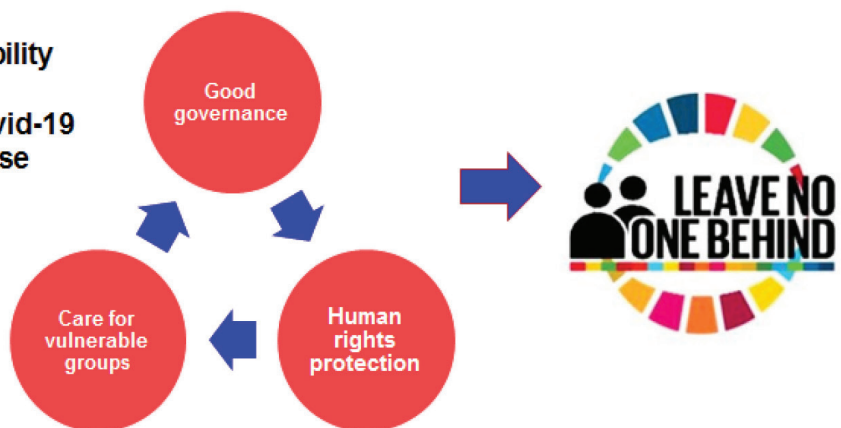 bility
vid-19
se
Good
governance
Care for
vulnerable
groups
Human
rights
protection
LEAVE NO
ONE BEHIND